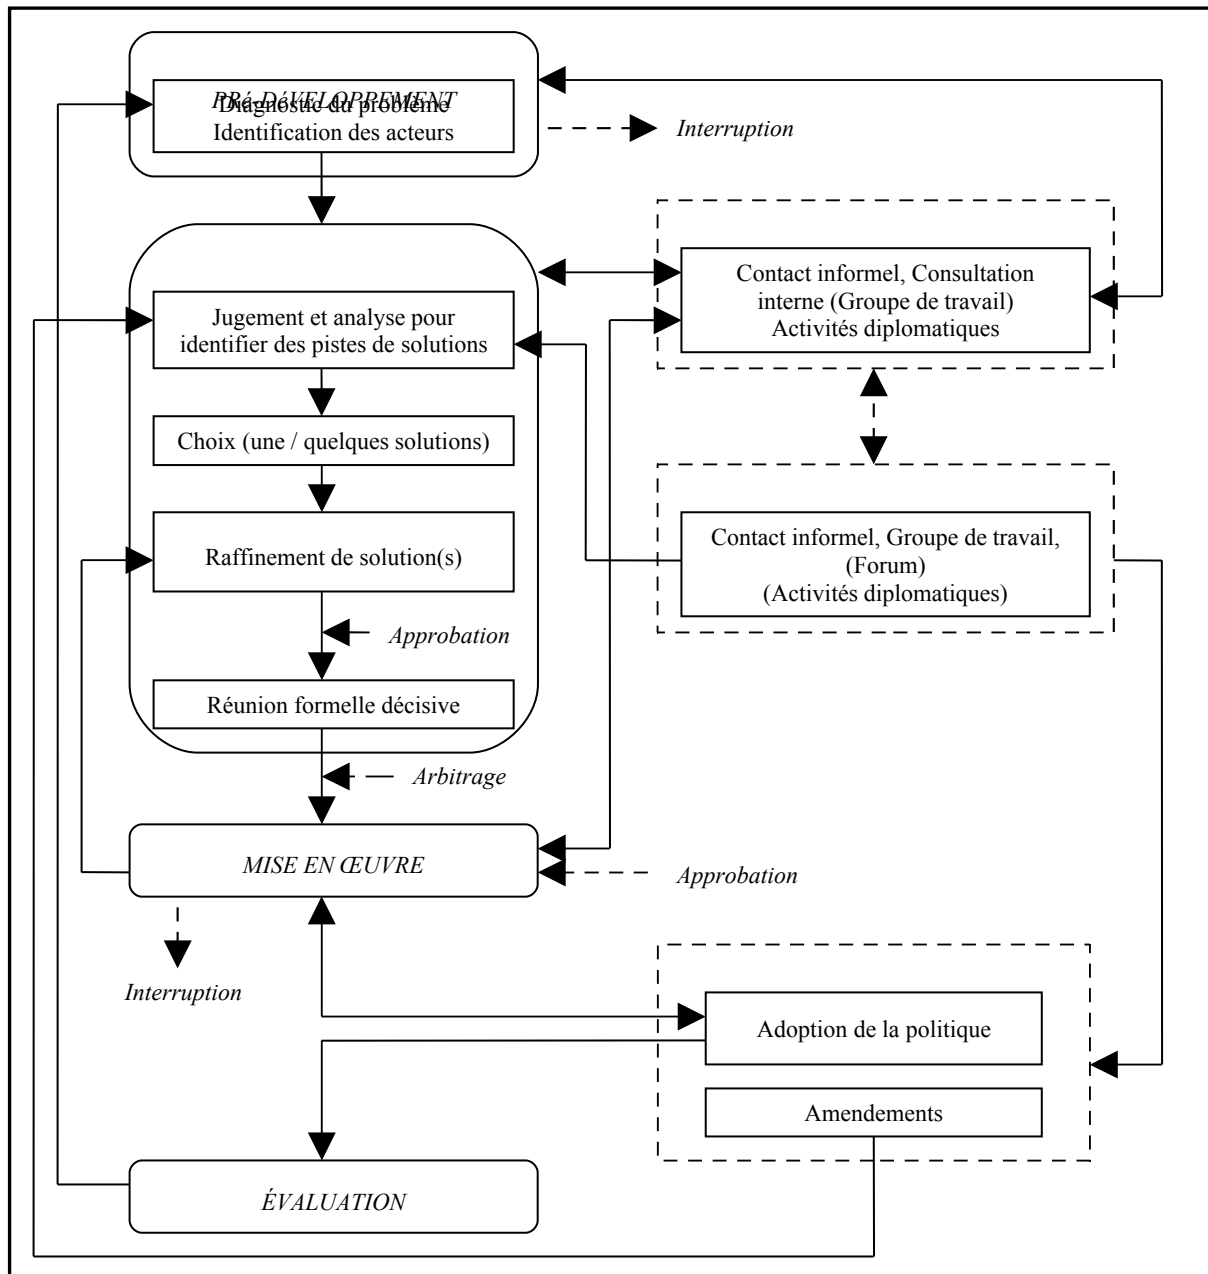 PRé-DéVELOPPEMENT
Diagnostic du problème
Identification des acteurs
Interruption
Contact informel, Consultation
interne (Groupe de travail)
Activités diplomatiques
Jugement et analyse pour
identifier des pistes de solutions
Choix (une / quelques solutions)
Raffinement de solution(s)
Contact informel, Groupe de travail,
(Forum)
(Activités diplomatiques)
Approbation
Réunion formelle décisive
Arbitrage
MISE EN ŒUVRE
Approbation
Interruption
Adoption de la politique
Amendements
ÉVALUATION